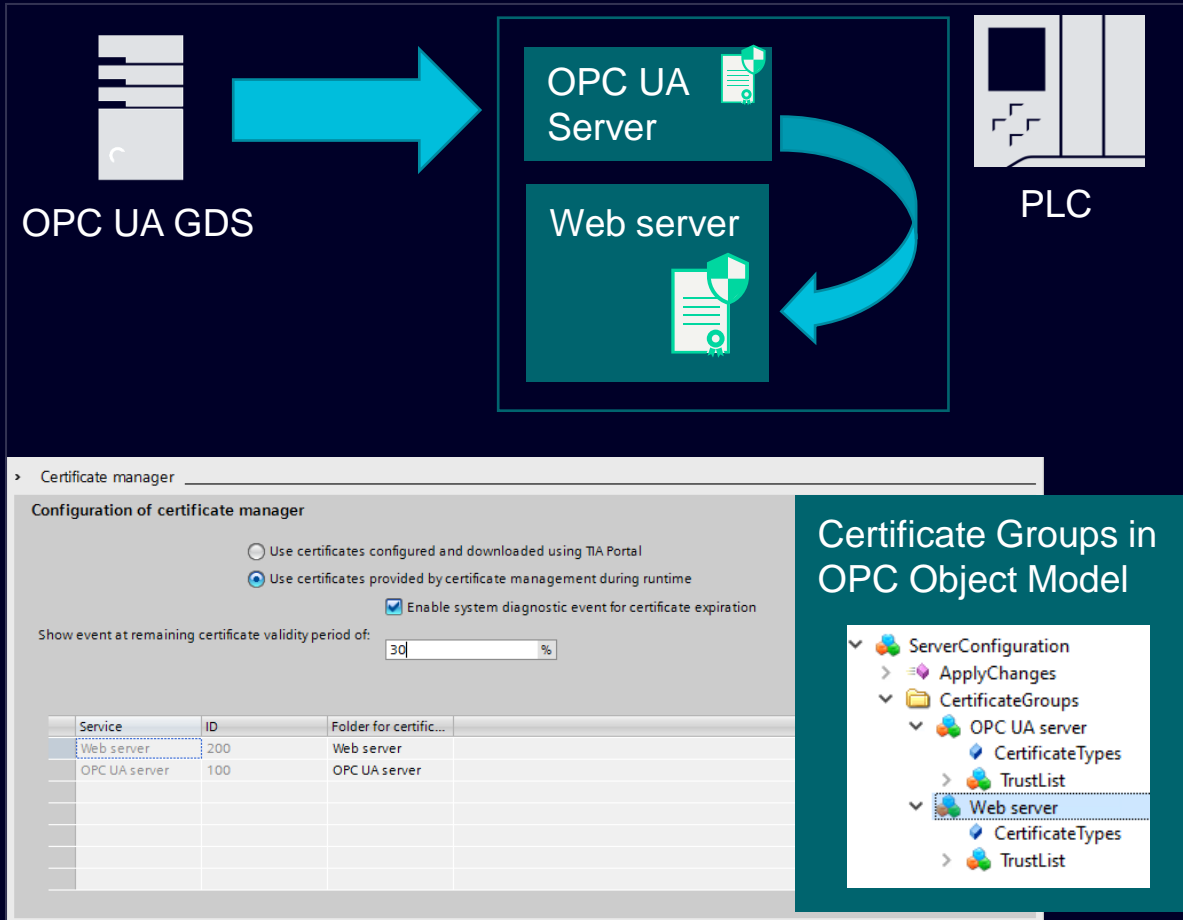 OPC UA GDS
OPC UA
Server
Web server
PLC
Certificate manager
Configuration of certificate manager
Use certificates configured and downloaded using TIA Portal
Use certificates provided by certificate management during runtime
Enable system diagnostic event for certificate expiration
Show event at remaining certificate validity period of:
30 %
Service ID Folder for certific...
Web server 200 Web server
OPC UA server 100 OPC UA server
Certificate Groups in
OPC Object Model
ServerConfiguration
ApplyChanges
CertificateGroups
OPC UA server
CertificateTypes
TrustList
Web server
CertificateTypes
TrustList